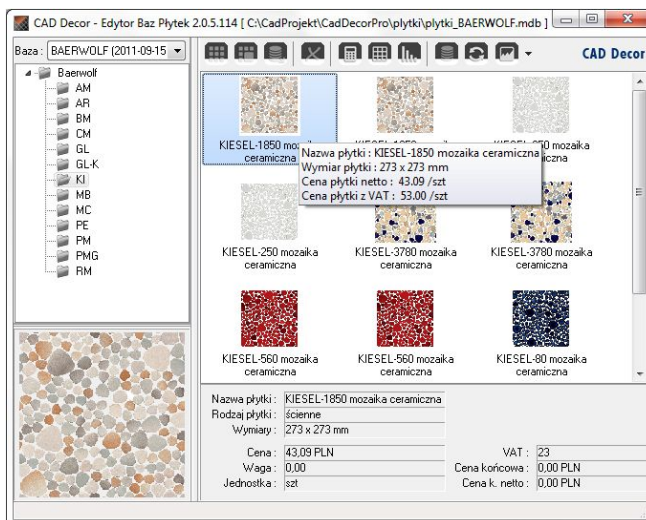 CAD Decor - Edytor Baz Płytek 2.0.5.114 [ C:\CadProjekt\CadDecorPro\plytki\plytki_BAERWOLF.mdb ]
Baza : BAERWOLF (2011-09-15
CAD Decor
Baerwolf
AM
AR
BM
CM
GL
GL-K
KI
MB
MC
PE
PM
PMG
RM
KIESEL-1850 mozaika
ceramiczna
Nazwa płytki : KIESEL-1850 mozaika ceramiczna
Wymiar płytki : 273 x 273 mm
Cena płytki netto : 43.09 /szt
Cena płytki z VAT : 53.00 /szt
KIESEL-250 mozaika
ceramiczna
KIESEL-3780 mozaika
ceramiczna
KIESEL-3780 mozaika
ceramiczna
KIESEL-560 mozaika
ceramiczna
KIESEL-560 mozaika
ceramiczna
KIESEL-80 mozaika
ceramiczna
Nazwa płytki : KIESEL-1850 mozaika ceramiczna
Rodzaj płytki : ścienne
Wymiary : 273 x 273 mm
Cena : 43,09 PLN VAT : 23
Waga : 0,00 Cena końcowa : 0,00 PLN
Jednostka : szt Cena k. netto : 0,00 PLN